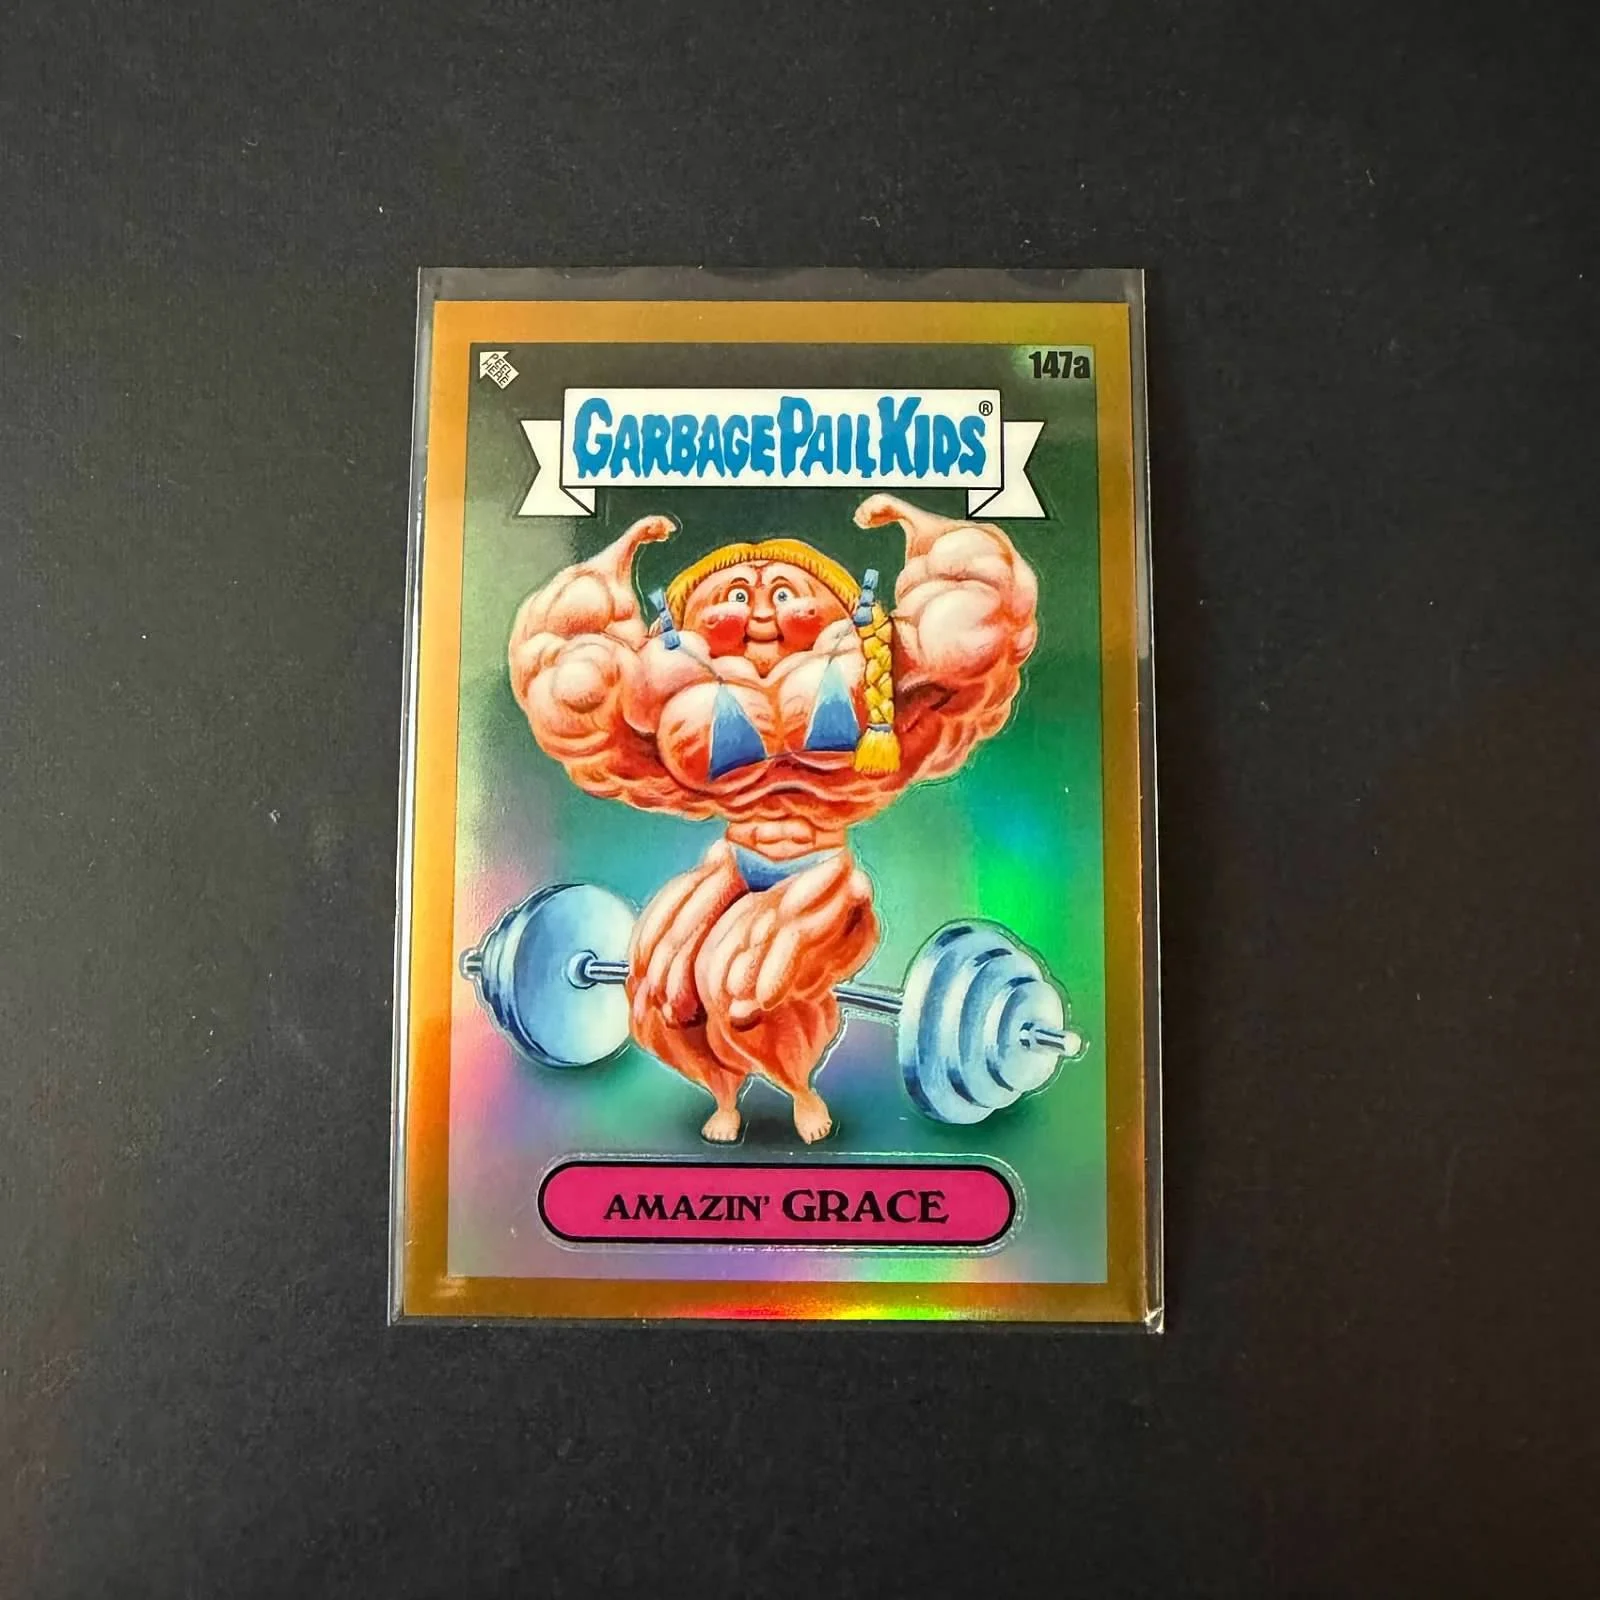 PEEL HERE
147a
GARBAGE PAIL KIDS®
AMAZIN' GRACE